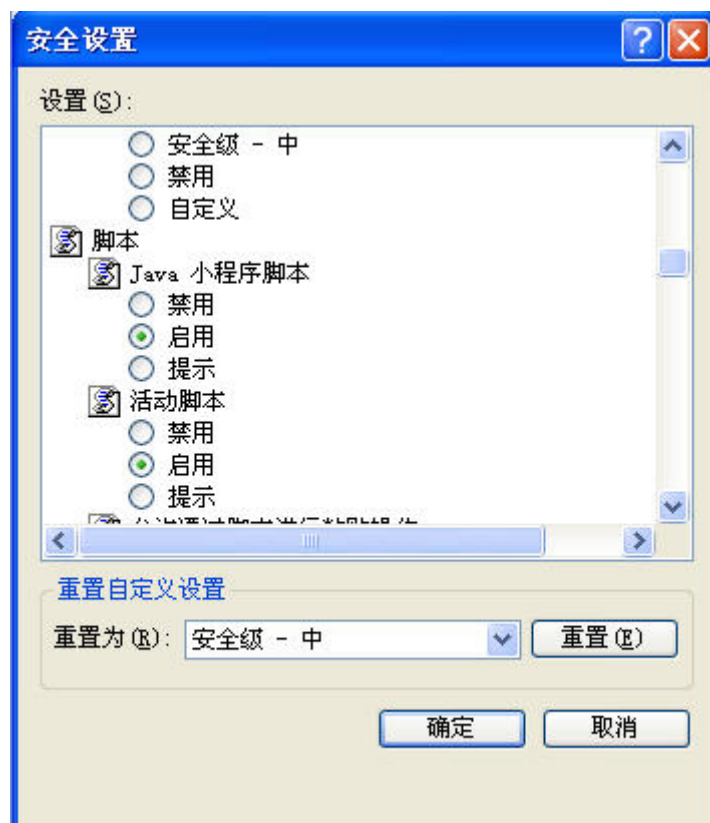 安全设置
设置(S):
安全级 - 中
禁用
自定义
脚本
Java 小程序脚本
禁用
启用
提示
活动脚本
禁用
启用
提示
重置自定义设置
重置为(R): 安全级 - 中 重置(E)
确定 取消